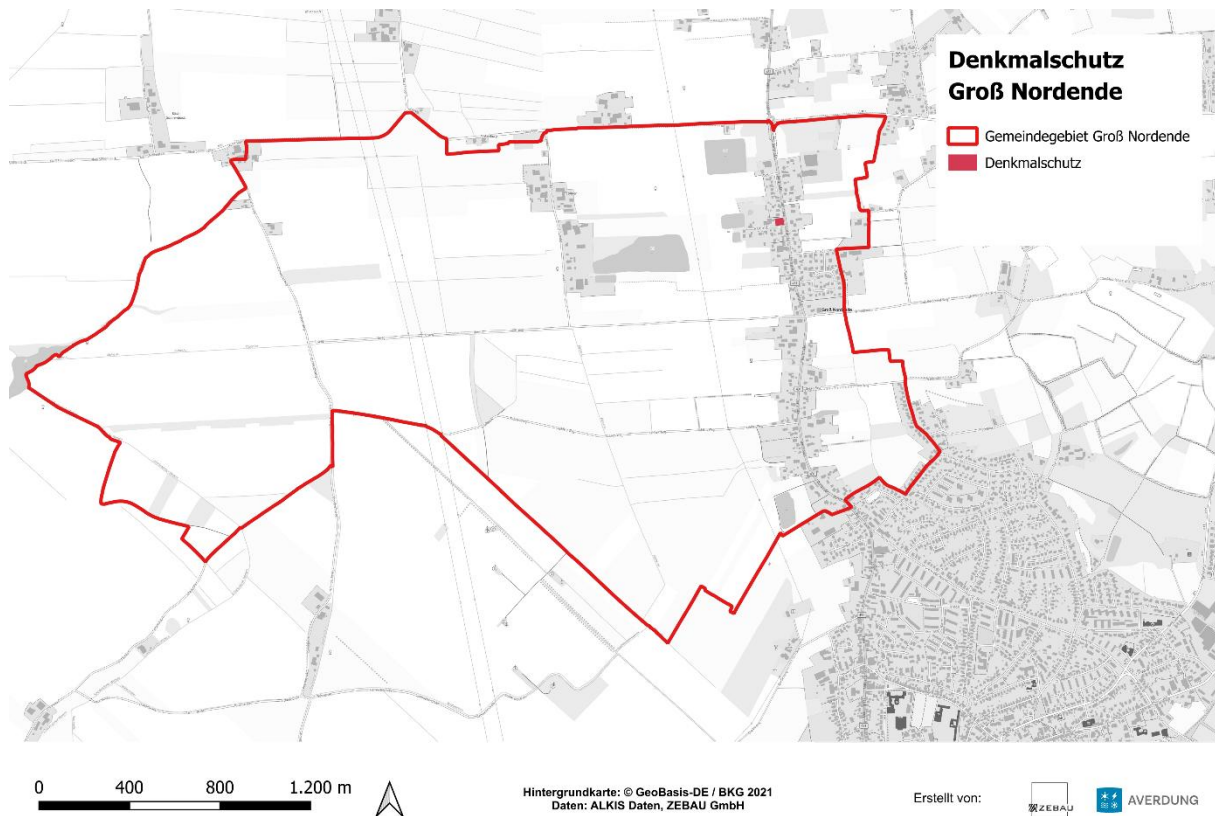 Denkmalschutz
Groß Nordende
Gemeindegebiet Groß Nordende
Denkmalschutz
0 400 800 1.200 m
Hintergrundkarte: © GeoBasis-DE / BKG 2021
Daten: ALKIS Daten, ZEBAU GmbH
Erstellt von:
ZEBAU
AVERDUNG